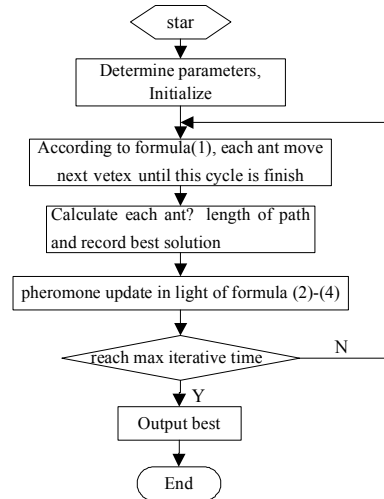 star
Determine parameters,
Initialize
According to formula(1), each ant move
next vetex until this cycle is finish
Calculate each ant? length of path
and record best solution
pheromone update in light of formula (2)-(4)
reach max iterative time
N
Y
Output best
End